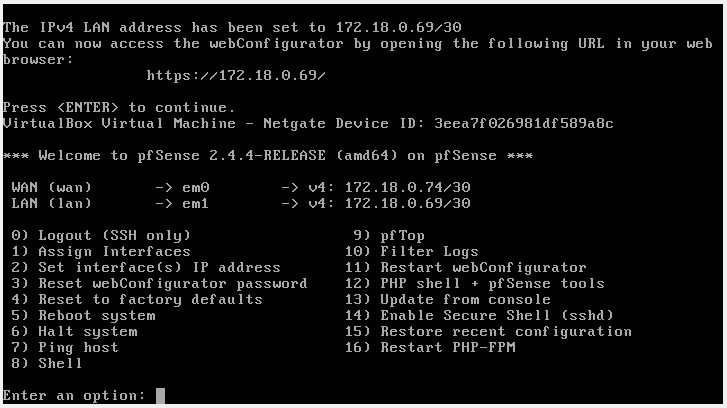 The IPv4 LAN address has been set to 172.18.0.69/30
You can now access the webConfigurator by opening the following URL in your web
browser:
https://172.18.0.69/
Press <ENTER> to continue.
VirtualBox Virtual Machine - Netgate Device ID: 3eea7f026981df589a8c
*** Welcome to pfSense 2.4.4-RELEASE (amd64) on pfSense ***
WAN (wan) -> em0 -> v4: 172.18.0.74/30
LAN (lan) -> em1 -> v4: 172.18.0.69/30
0) Logout (SSH only) 9) pfTop
1) Assign Interfaces 10) Filter Logs
2) Set interface(s) IP address 11) Restart webConfigurator
3) Reset webConfigurator password 12) PHP shell + pfSense tools
4) Reset to factory defaults 13) Update from console
5) Reboot system 14) Enable Secure Shell (sshd)
6) Halt system 15) Restore recent configuration
7) Ping host 16) Restart PHP-FPM
8) Shell
Enter an option: